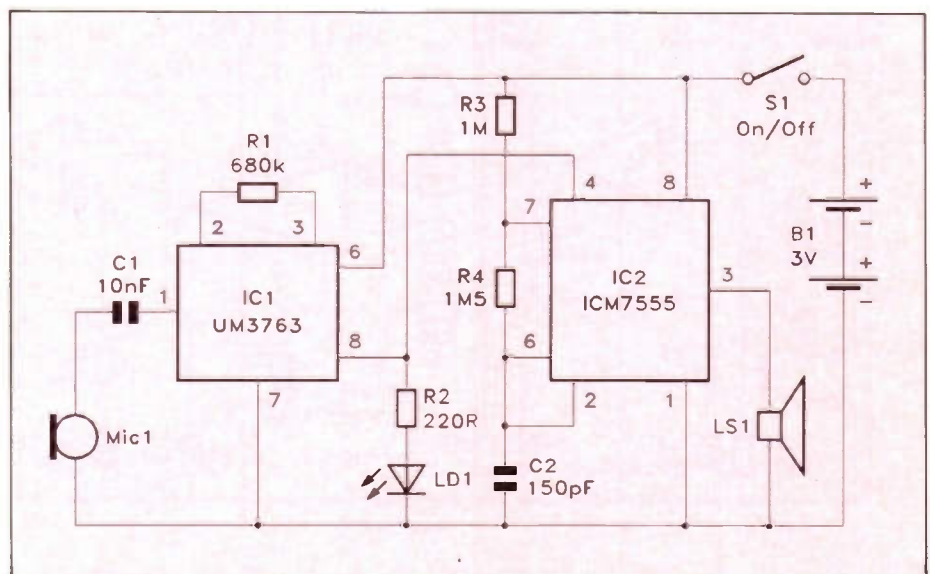 R3
1M
S1
On/Off
R1
680k
4
8
2
3
7
6
+
-
B1
3V
+
-
C1
10nF
1
IC1
UM3763
R4
1M5
IC2
ICM7555
3
8
6
7
R2
220R
2
1
Mic1
LS1
LD1
C2
150pF